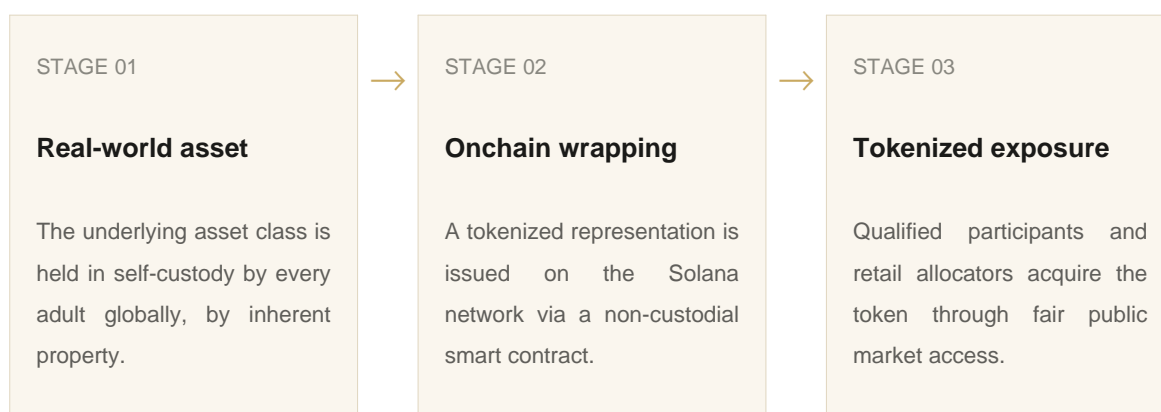 STAGE 01
Real-world asset
The underlying asset class is
held in self-custody by every
adult globally, by inherent
property.
STAGE 02
Onchain wrapping
A tokenized representation is
issued on the Solana
network via a non-custodial
smart contract.
STAGE 03
Tokenized exposure
Qualified participants and
retail allocators acquire the
token through fair public
market access.